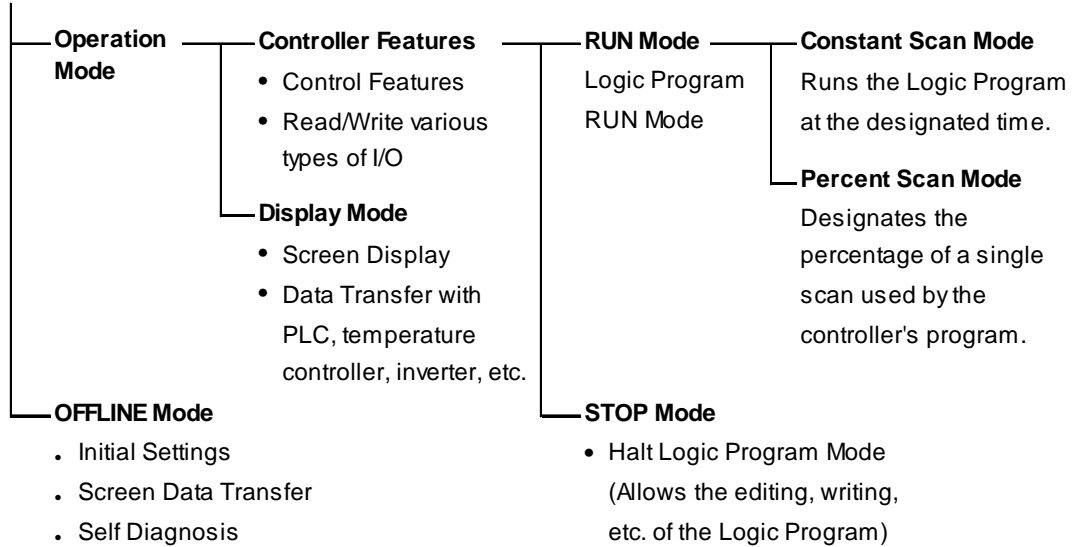 Operation
Mode
Controller Features
• Control Features
• Read/Write various
types of I/O
Display Mode
• Screen Display
• Data Transfer with
PLC, temperature
controller, inverter, etc.
RUN Mode
Logic Program
RUN Mode
Constant Scan Mode
Runs the Logic Program
at the designated time.
Percent Scan Mode
Designates the
percentage of a single
scan used by the
controller's program.
OFFLINE Mode
• Initial Settings
• Screen Data Transfer
• Self Diagnosis
STOP Mode
• Halt Logic Program Mode
(Allows the editing, writing,
etc. of the Logic Program)